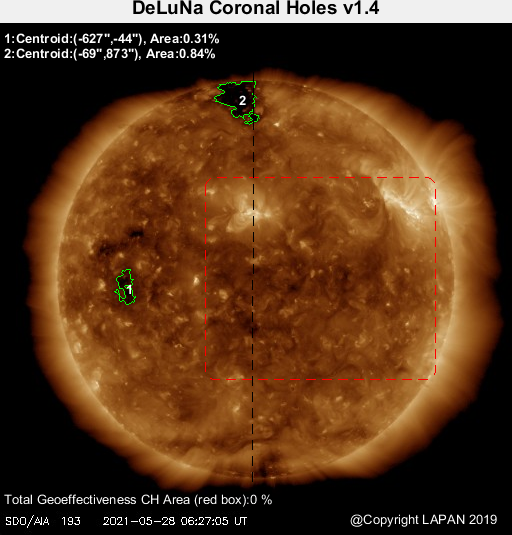 DeLuNa Coronal Holes v1.4
1:Centroid:(-627",-44"), Area:0.31%
2:Centroid:(-69",873"), Area:0.84%
2
1
Total Geoeffectiveness CH Area (red box):0 %
SDO/AIA 193 2021-05-28 06:27:05 UT
@Copyright LAPAN 2019